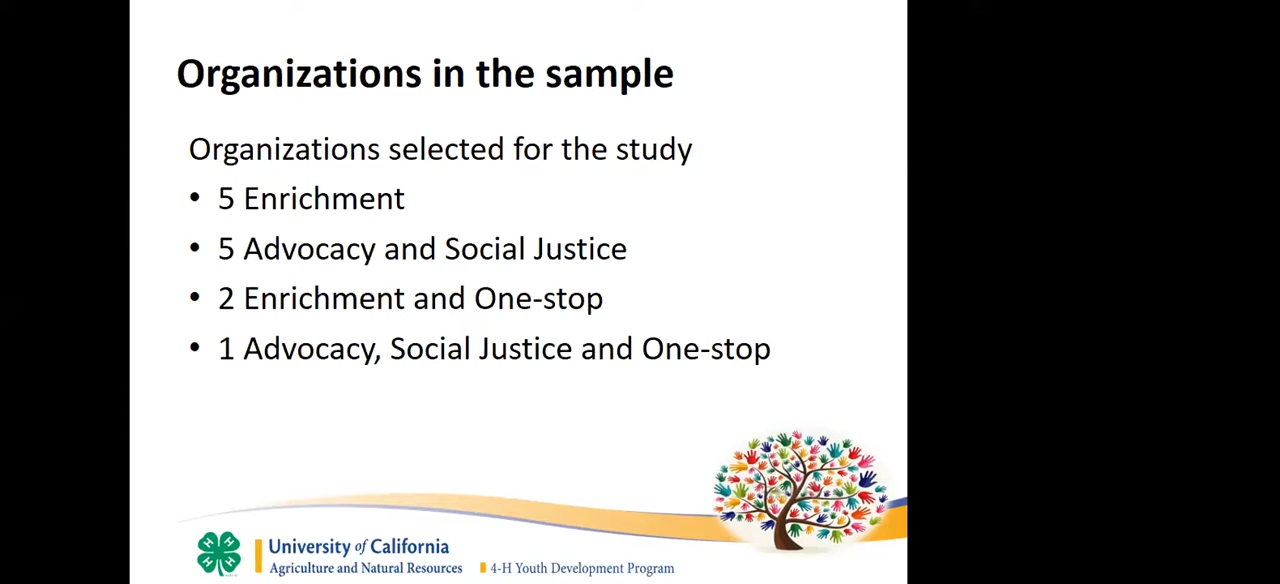 Organizations in the sample
Organizations selected for the study
• 5 Enrichment
• 5 Advocacy and Social Justice
• 2 Enrichment and One-stop
• 1 Advocacy, Social Justice and One-stop
H H H H
University of California
Agriculture and Natural Resources
4-H Youth Development Program